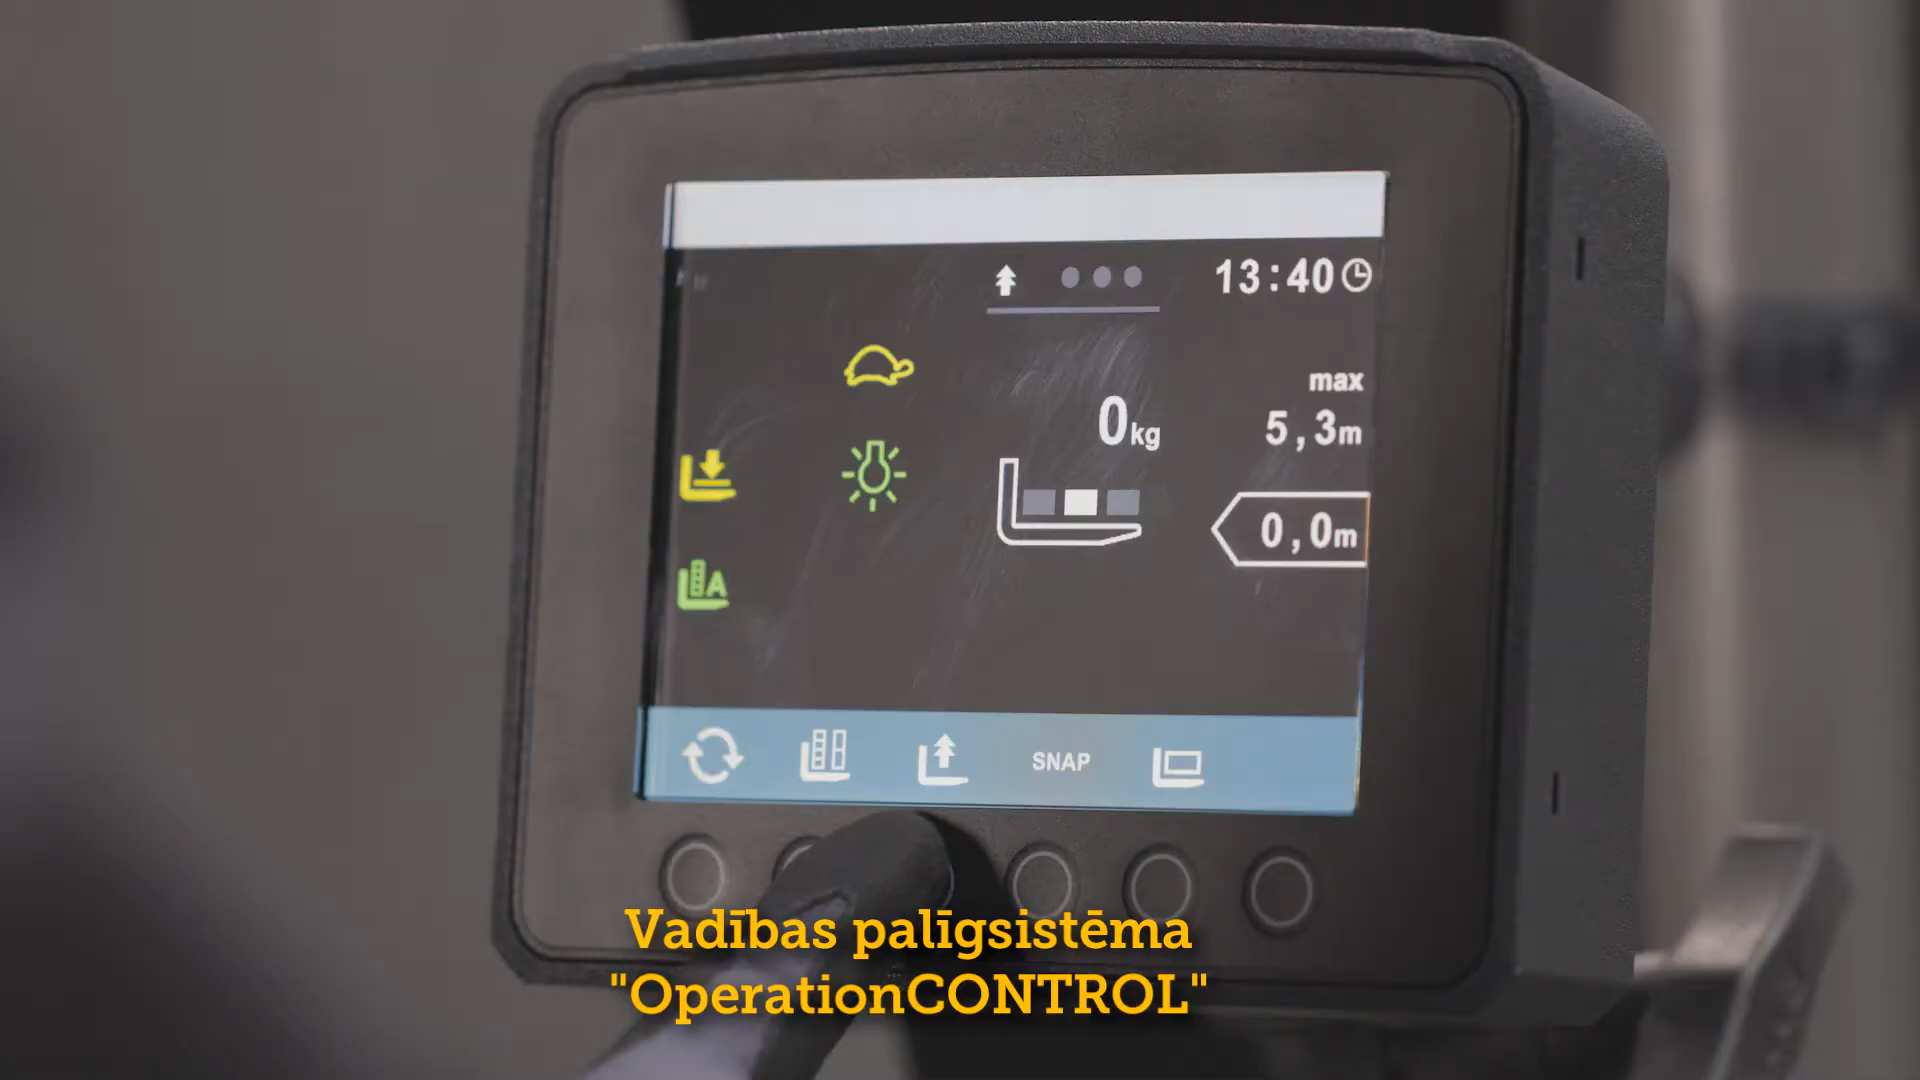 13:40
max
0kg
5,3m
0,0m
A
SNAP
Vadības palīgsistēma
"OperationCONTROL"